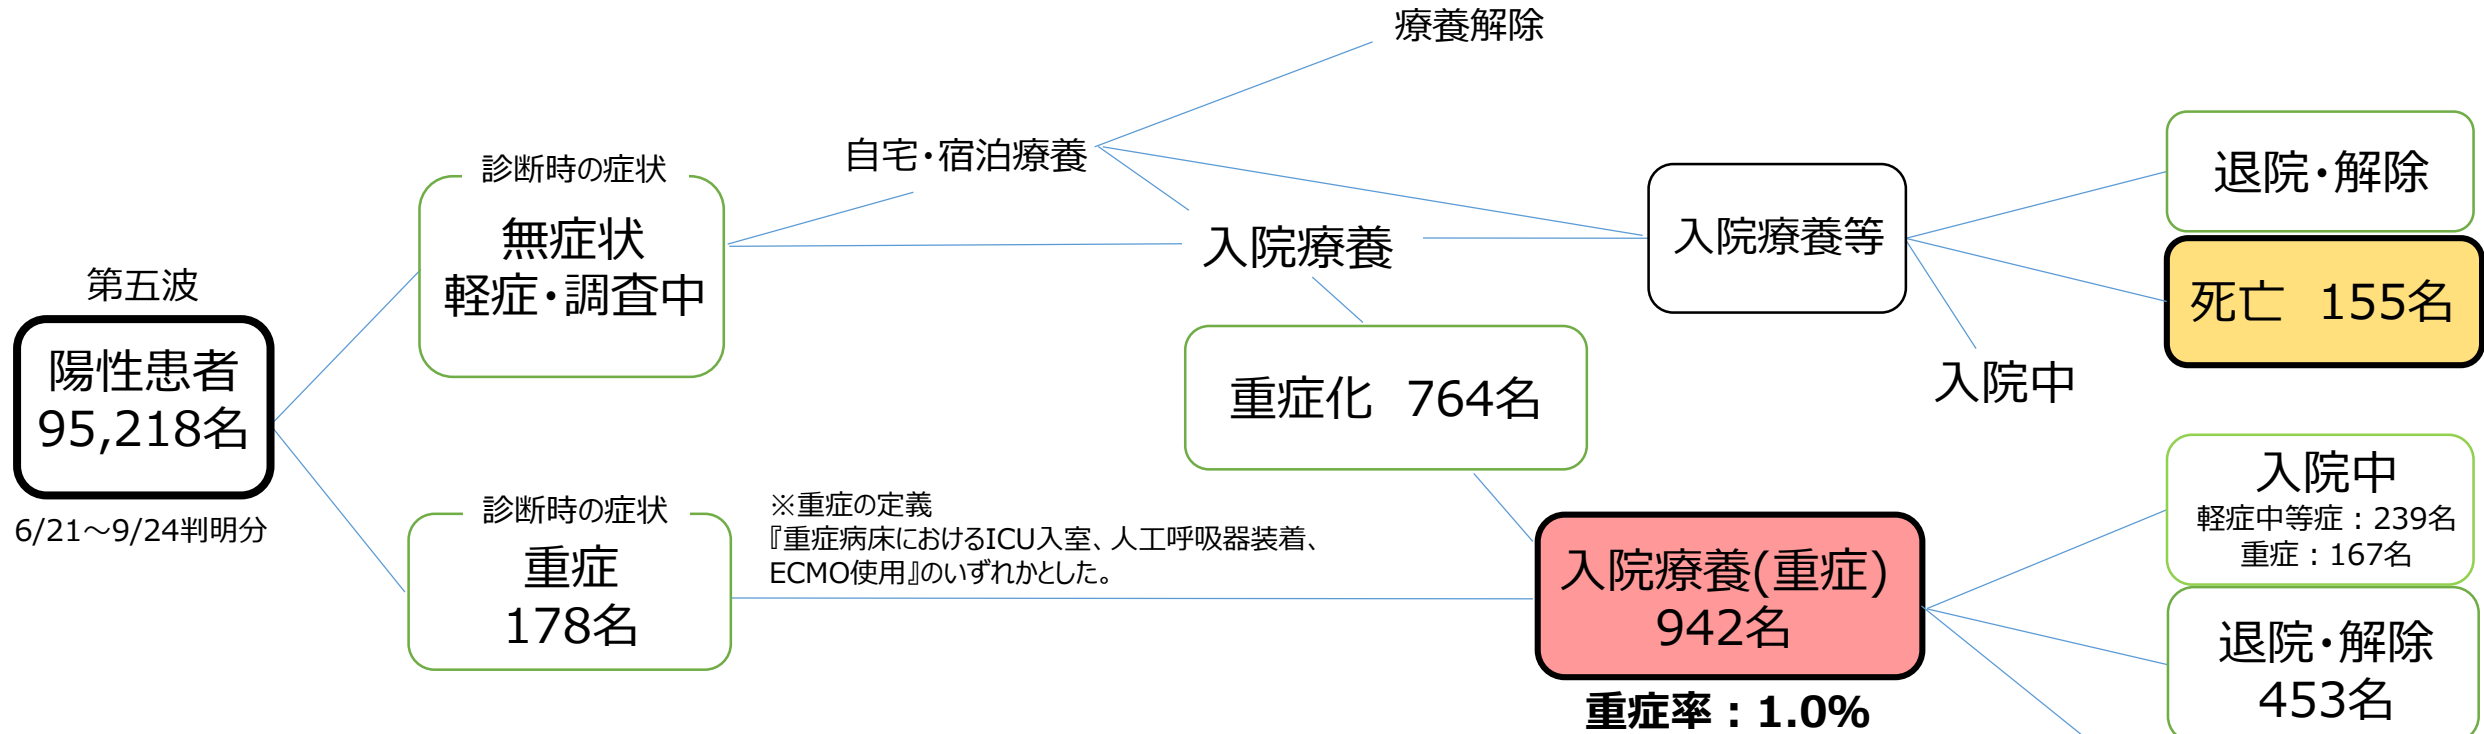 療養解除
自宅・宿泊療養
診断時の症状
無症状
軽症・調査中
入院療養
入院療養等
退院・解除
死亡　155名
入院中
第五波
陽性患者
95,218名
6/21～9/24判明分
重症化　764名
診断時の症状
重症
178名
※重症の定義
『重症病床におけるICU入室、人工呼吸器装着、
ECMO使用』のいずれかとした。
入院療養(重症)
942名
重症率：1.0%
入院中
軽症中等症：239名
重症：167名
退院・解除
453名